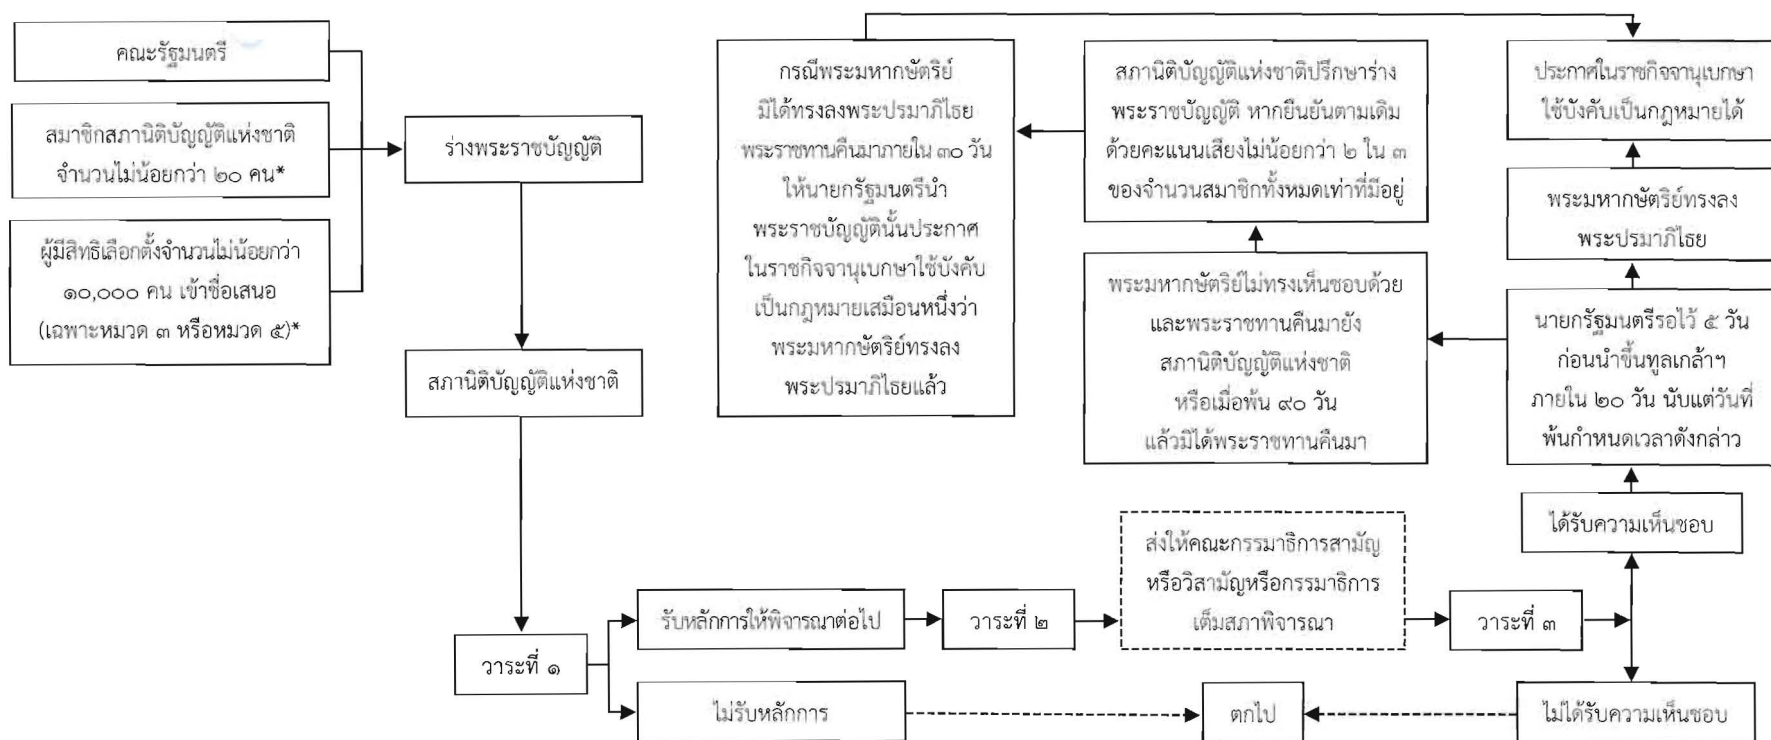 คณะรัฐมนตรี
สมาชิกสภานิติบัญญัติแห่งชาติ
จำนวนไม่น้อยกว่า ๒๐ คน*
ผู้มีสิทธิเลือกตั้งจำนวนไม่น้อยกว่า
๑๐,๐๐๐ คน เข้าชื่อเสนอ
(เฉพาะหมวด ๓ หรือหมวด ๕)*
ร่างพระราชบัญญัติ
สภานิติบัญญัติแห่งชาติ
วาระที่ ๑
รับหลักการให้พิจารณาต่อไป
ไม่รับหลักการ
วาระที่ ๒
ส่งให้คณะกรรมาธิการสามัญ
หรือวิสามัญหรือกรรมาธิการ
เต็มสภาพิจารณา
วาระที่ ๓
ตกไป
ไม่ได้รับความเห็นชอบ
ได้รับความเห็นชอบ
นายกรัฐมนตรีรอไว้ ๕ วัน
ก่อนนำขึ้นทูลเกล้าฯ
ภายใน ๒๐ วัน นับแต่วันที่
พ้นกำหนดเวลาดังกล่าว
พระมหากษัตริย์ทรงลง
พระปรมาภิไธย
ประกาศในราชกิจจานุเบกษา
ใช้บังคับเป็นกฎหมายได้
พระมหากษัตริย์ไม่ทรงเห็นชอบด้วย
และพระราชทานคืนมายัง
สภานิติบัญญัติแห่งชาติ
หรือเมื่อพ้น ๙๐ วัน
แล้วมิได้พระราชทานคืนมา
สภานิติบัญญัติแห่งชาติปรึกษาร่าง
พระราชบัญญัติ หากยืนยันตามเดิม
ด้วยคะแนนเสียงไม่น้อยกว่า ๒ ใน ๓
ของจำนวนสมาชิกทั้งหมดเท่าที่มีอยู่
กรณีพระมหากษัตริย์
มิได้ทรงลงพระปรมาภิไธย
พระราชทานคืนมาภายใน ๓๐ วัน
ให้นายกรัฐมนตรีนำ
พระราชบัญญัตินั้นประกาศ
ในราชกิจจานุเบกษาใช้บังคับ
เป็นกฎหมายเสมือนหนึ่งว่า
พระมหากษัตริย์ทรงลง
พระปรมาภิไธยแล้ว